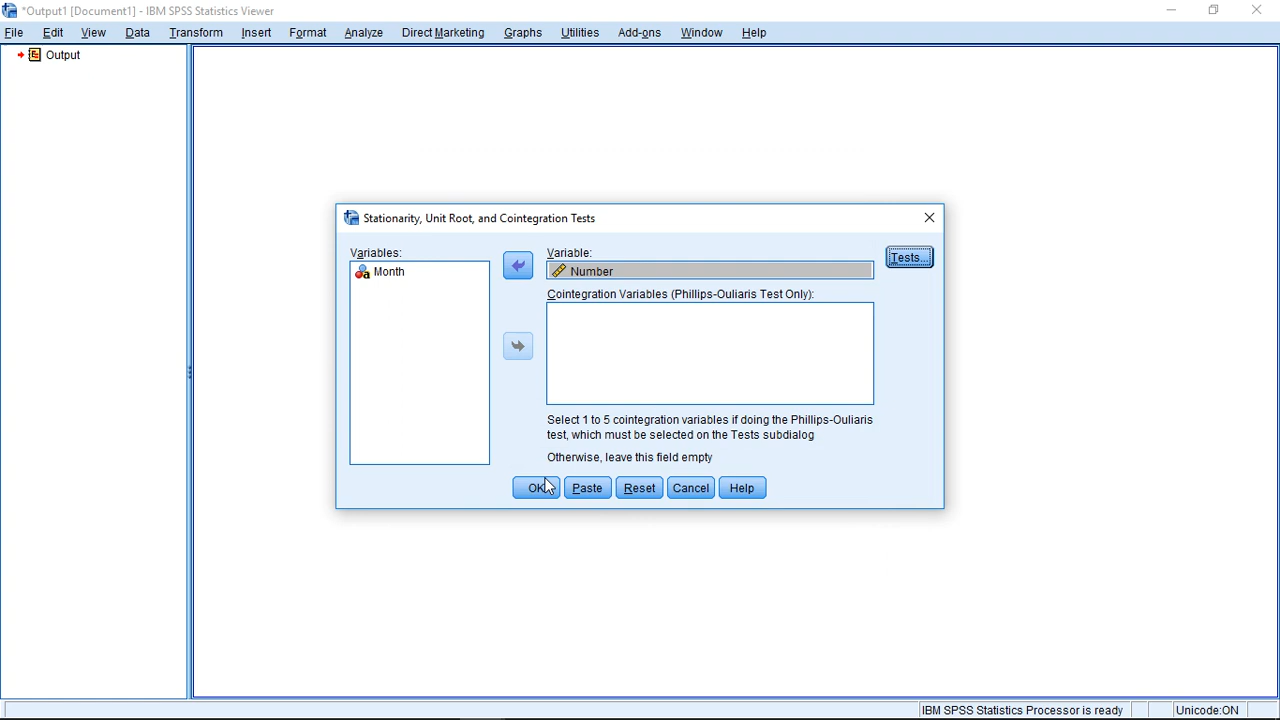 *Output1 [Document1] - IBM SPSS Statistics Viewer
File Edit View Data Transform Insert Format Analyze Direct Marketing Graphs Utilities Add-ons Window Help
Output
Stationarity, Unit Root, and Cointegration Tests
Variables:
Month
Variable:
Number
Tests...
Cointegration Variables (Phillips-Ouliaris Test Only):
Select 1 to 5 cointegration variables if doing the Phillips-Ouliaris
test, which must be selected on the Tests subdialog
Otherwise, leave this field empty
OK Paste Reset Cancel Help
IBM SPSS Statistics Processor is ready Unicode:ON